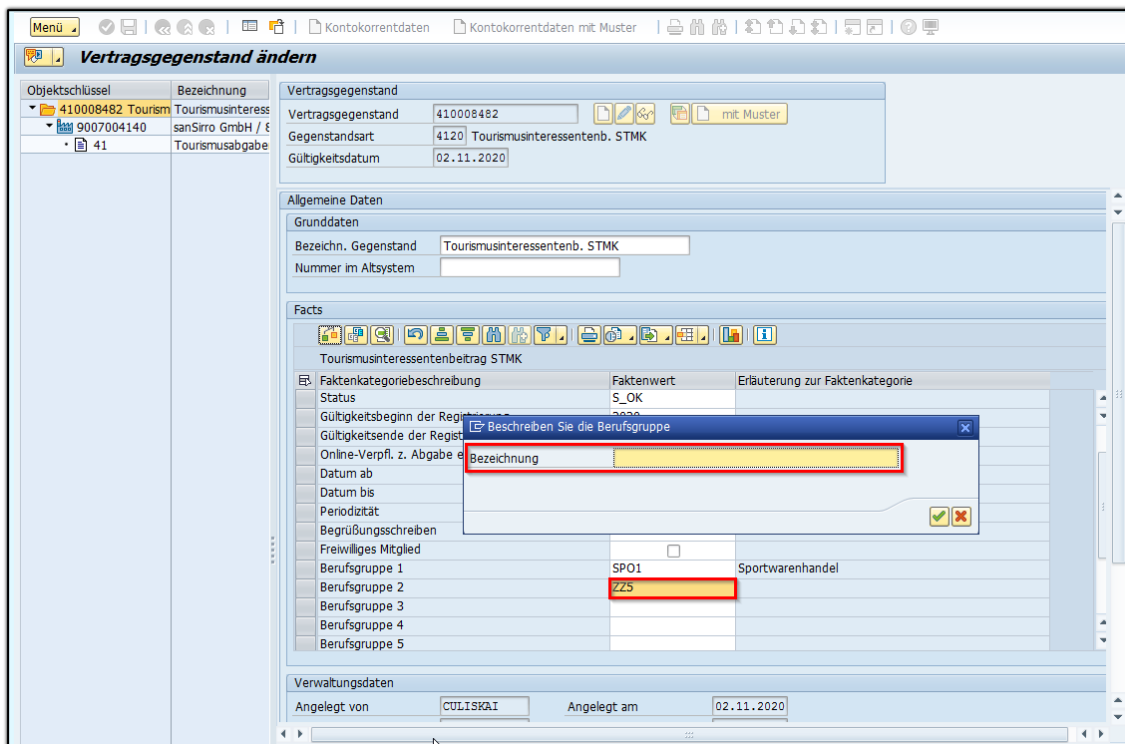 Menü Kontokorrentdaten Kontokorrentdaten mit Muster
Vertragsgegenstand ändern
Objektschlüssel Bezeichnung
410008482 Tourism Tourismusinteress
9007004140 sanSirro GmbH / 8
41 Tourismusabgabe
Vertragsgegenstand
Vertragsgegenstand 410008482 mit Muster
Gegenstandsart 4120 Tourismusinteressentenb. STMK
Gültigkeitsdatum 02.11.2020
Allgemeine Daten
Grunddaten
Bezeichn. Gegenstand Tourismusinteressentenb. STMK
Nummer im Altsystem
Facts
Tourismusinteressentenbeitrag STMK
Faktenkategoriebeschreibung Faktenwert Erläuterung zur Faktenkategorie
Status S_OK
Gültigkeitsbeginn der Registrierung 2020
Gültigkeitsende der Regist
Online-Verpfl. z. Abgabe e
Datum ab
Datum bis
Periodizität
Begrüßungsschreiben
Freiwilliges Mitglied
Berufsgruppe 1 SPO1 Sportwarenhandel
Berufsgruppe 2 ZZ5
Berufsgruppe 3
Berufsgruppe 4
Berufsgruppe 5
Beschreiben Sie die Berufsgruppe
Bezeichnung
Verwaltungsdaten
Angelegt von CULISKAI Angelegt am 02.11.2020